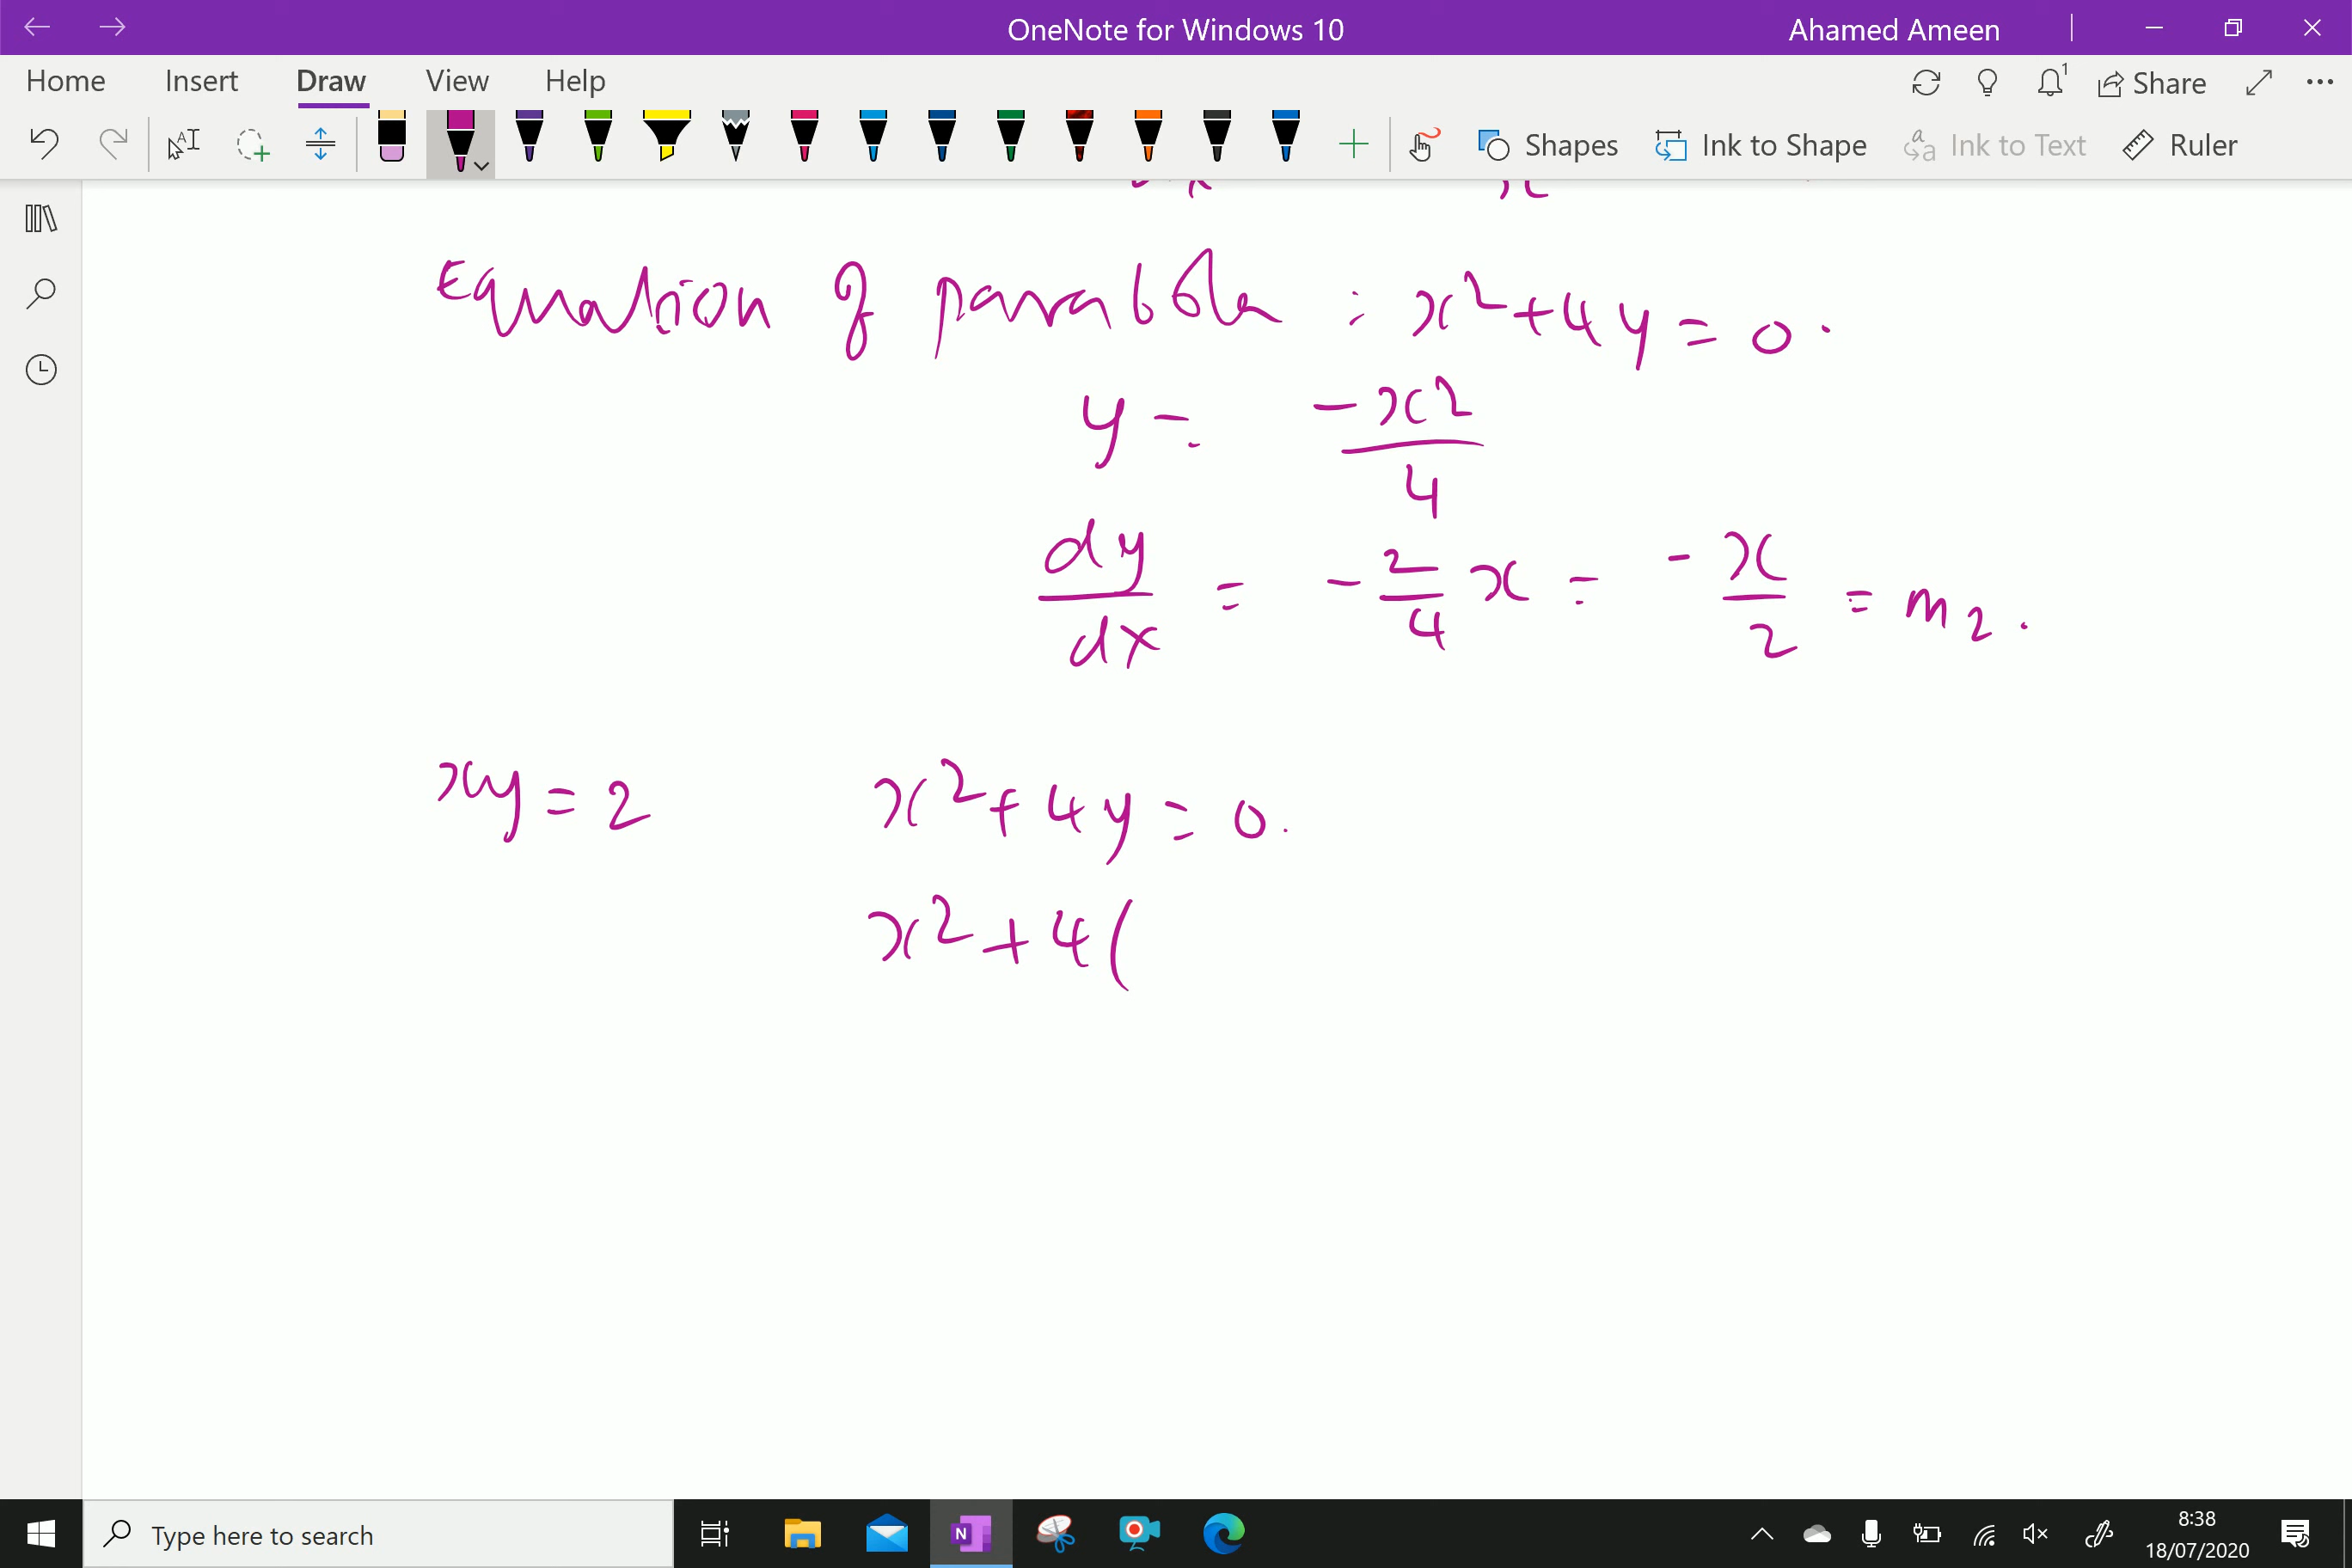 OneNote for Windows 10 Ahamed Ameen
Home Insert Draw View Help 1 Share
Shapes Ink to Shape Ink to Text Ruler
Equation of parabola : x²+4y = 0.
y = -x²/4
dy/dx = -2/4 x = -x/2 = m₂.
xy = 2 x²+4y = 0.
x²+4(
Type here to search
8:38
18/07/2020